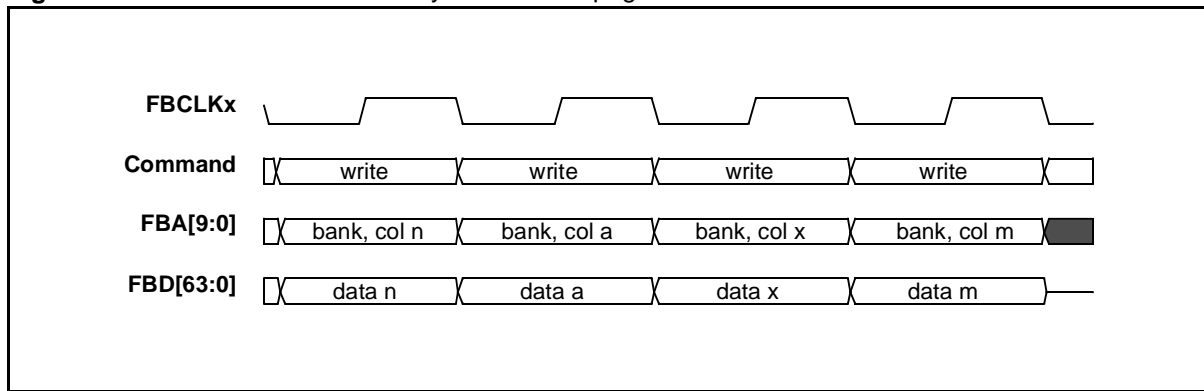 FBCLKx
Command write write write write
FBA[9:0] bank, col n bank, col a bank, col x bank, col m
FBD[63:0] data n data a data x data m